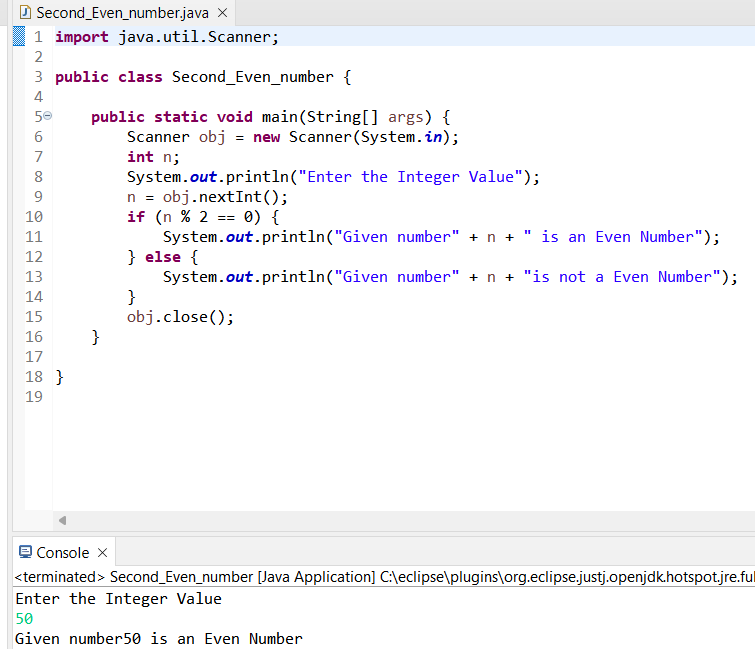 Second_Even_number.java
1 import java.util.Scanner;
2
3 public class Second_Even_number {
4
5 public static void main(String[] args) {
6 Scanner obj = new Scanner(System.in);
7 int n;
8 System.out.println("Enter the Integer Value");
9 n = obj.nextInt();
10 if (n % 2 == 0) {
11 System.out.println("Given number" + n + " is an Even Number");
12 } else {
13 System.out.println("Given number" + n + "is not a Even Number");
14 }
15 obj.close();
16 }
17
18 }
19
Console
<terminated> Second_Even_number [Java Application] C:\eclipse\plugins\org.eclipse.justj.openjdk.hotspot.jre.ful
Enter the Integer Value
50
Given number50 is an Even Number